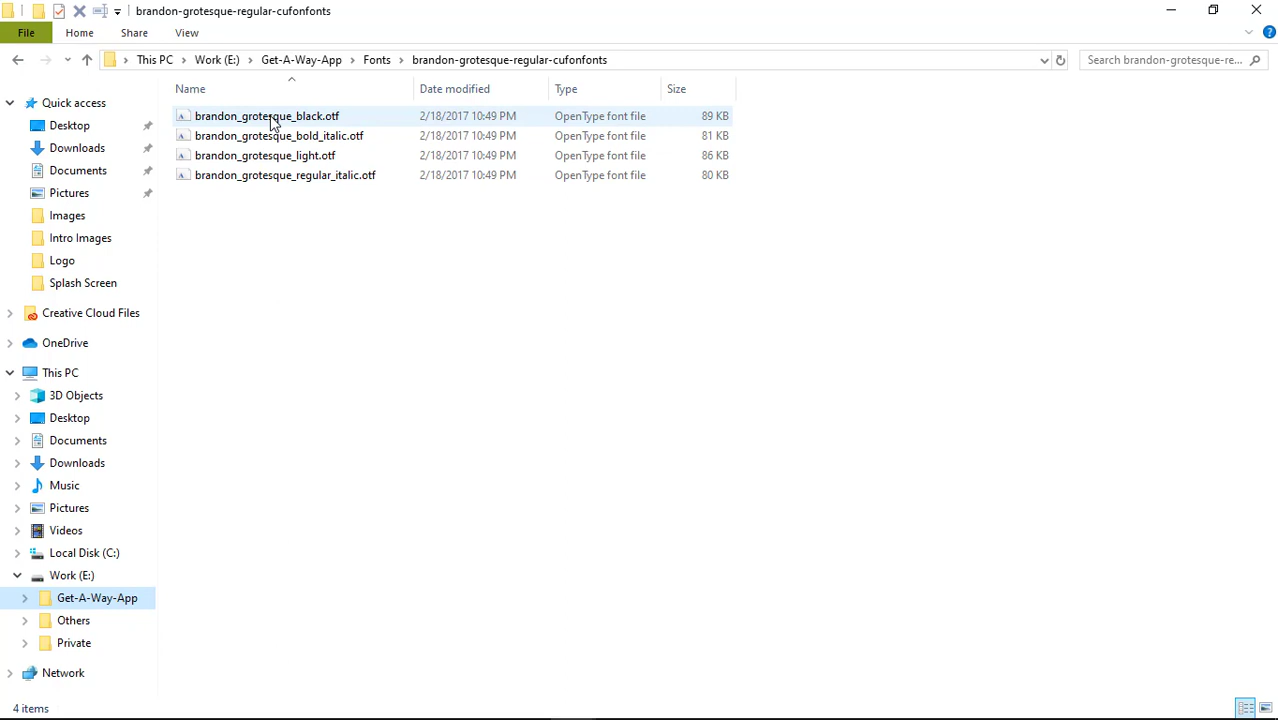 brandon-grotesque-regular-cufonfonts
File Home Share View
This PC Work (E:) Get-A-Way-App Fonts brandon-grotesque-regular-cufonfonts Search brandon-grotesque-re...
Name Date modified Type Size
Quick access
Desktop
Downloads
Documents
Pictures
Images
Intro Images
Logo
Splash Screen
Creative Cloud Files
OneDrive
This PC
3D Objects
Desktop
Documents
Downloads
Music
Pictures
Videos
Local Disk (C:)
Work (E:)
Get-A-Way-App
Others
Private
Network
brandon_grotesque_black.otf 2/18/2017 10:49 PM OpenType font file 89 KB
brandon_grotesque_bold_italic.otf 2/18/2017 10:49 PM OpenType font file 81 KB
brandon_grotesque_light.otf 2/18/2017 10:49 PM OpenType font file 86 KB
brandon_grotesque_regular_italic.otf 2/18/2017 10:49 PM OpenType font file 80 KB
4 items